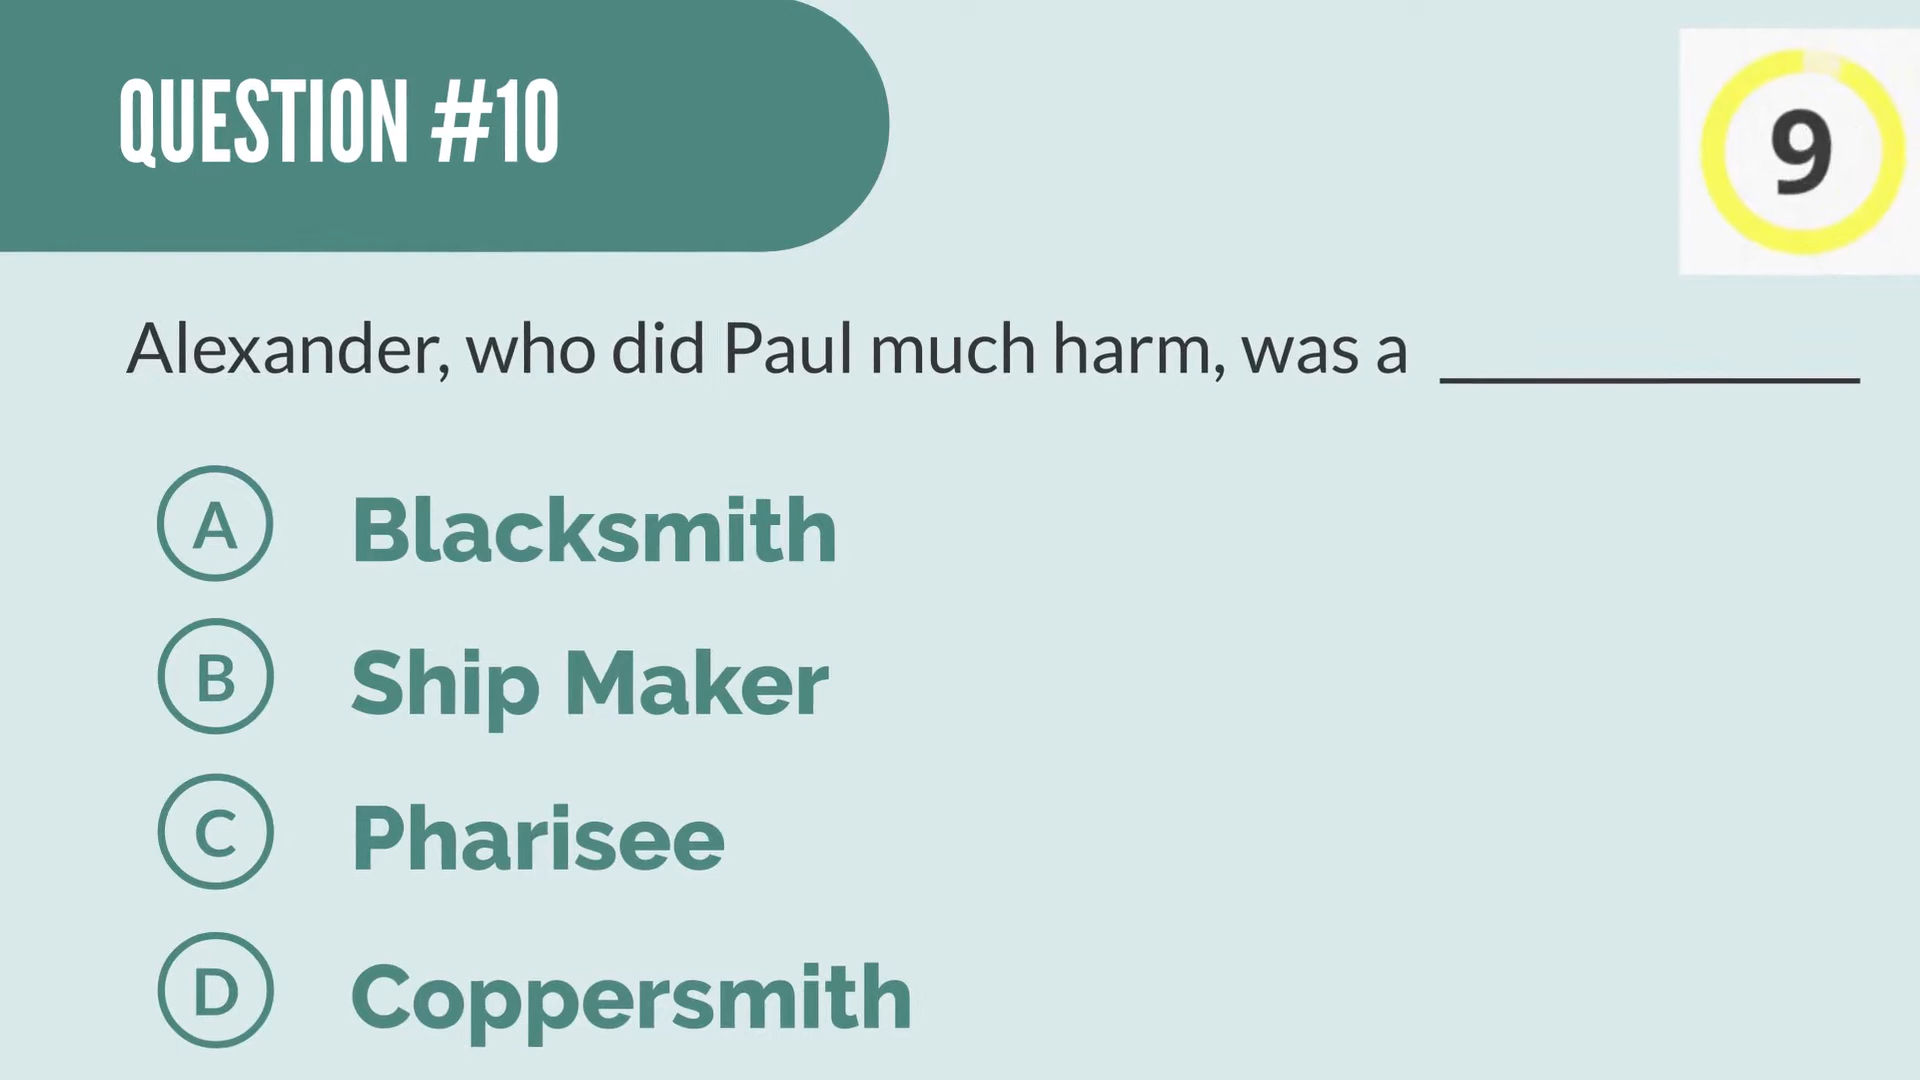 QUESTION #10
9
Alexander, who did Paul much harm, was a ___________
A Blacksmith
B Ship Maker
C Pharisee
D Coppersmith